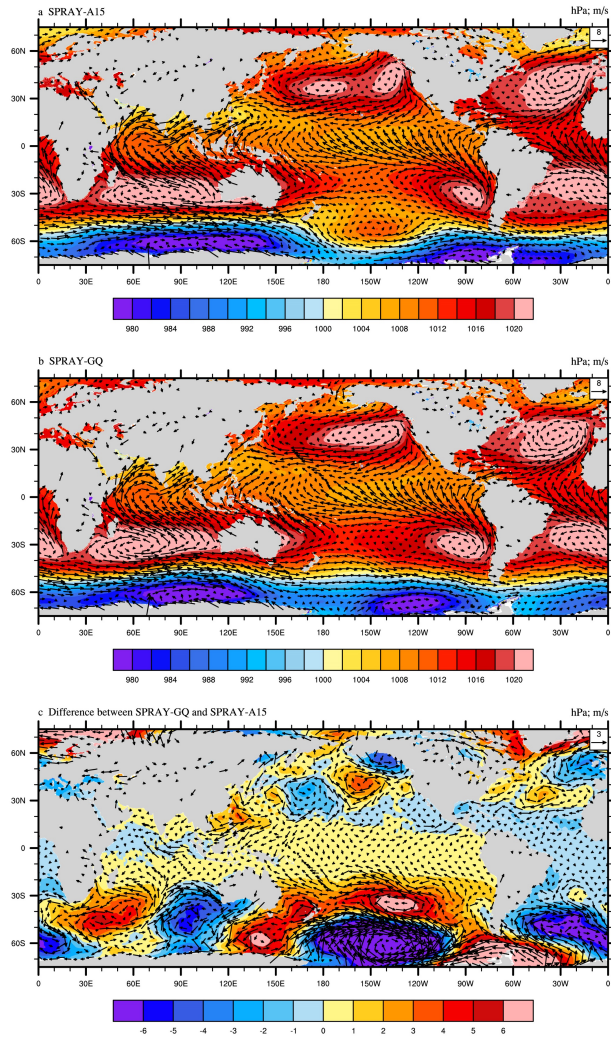 a SPRAY-A15 hPa; m/s
8
60N
30N
0
30S
60S
0 30E 60E 90E 120E 150E 180 150W 120W 90W 60W 30W 0
980 984 988 992 996 1000 1004 1008 1012 1016 1020
b SPRAY-GQ hPa; m/s
8
60N
30N
0
30S
60S
0 30E 60E 90E 120E 150E 180 150W 120W 90W 60W 30W 0
980 984 988 992 996 1000 1004 1008 1012 1016 1020
c Difference between SPRAY-GQ and SPRAY-A15 hPa; m/s
3
60N
30N
0
30S
60S
0 30E 60E 90E 120E 150E 180 150W 120W 90W 60W 30W 0
-6 -5 -4 -3 -2 -1 0 1 2 3 4 5 6